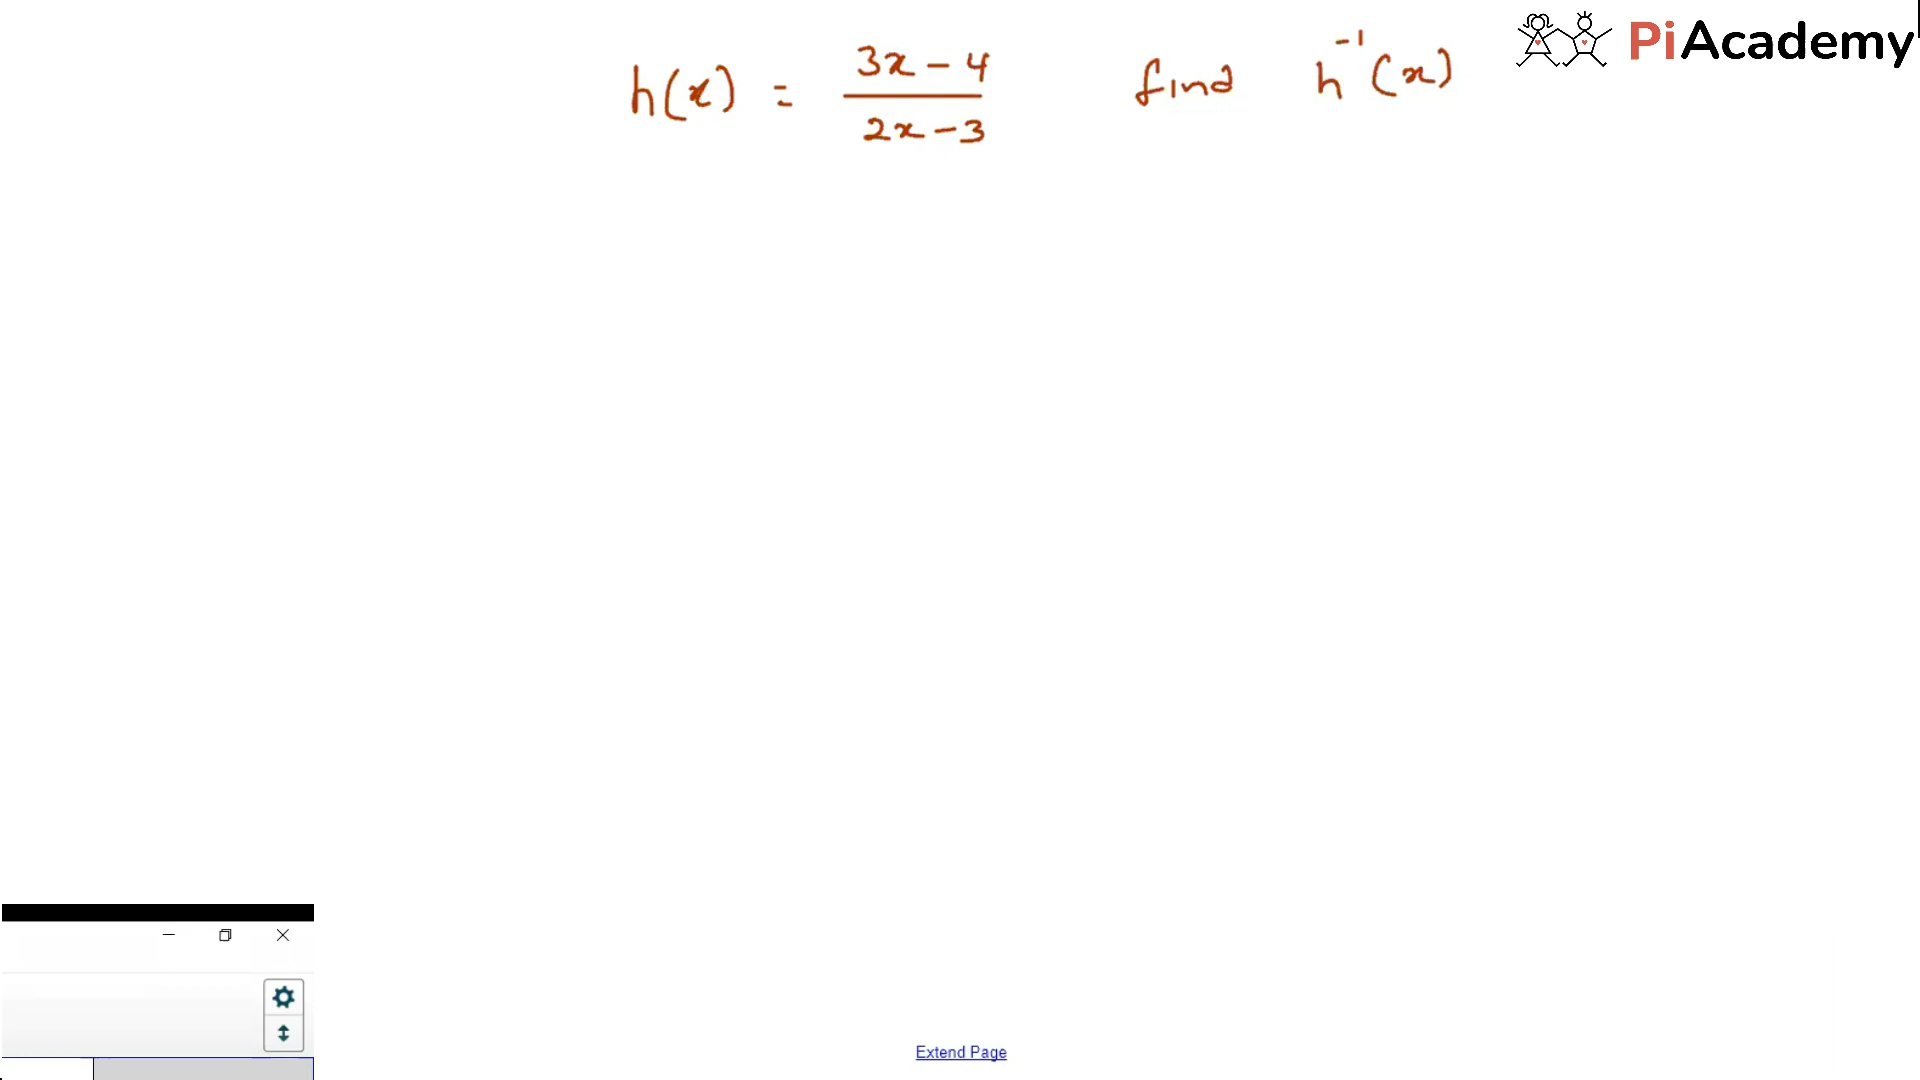 h(x) = (3x - 4)/(2x - 3) find h⁻¹(x)
PiAcademy
Extend Page